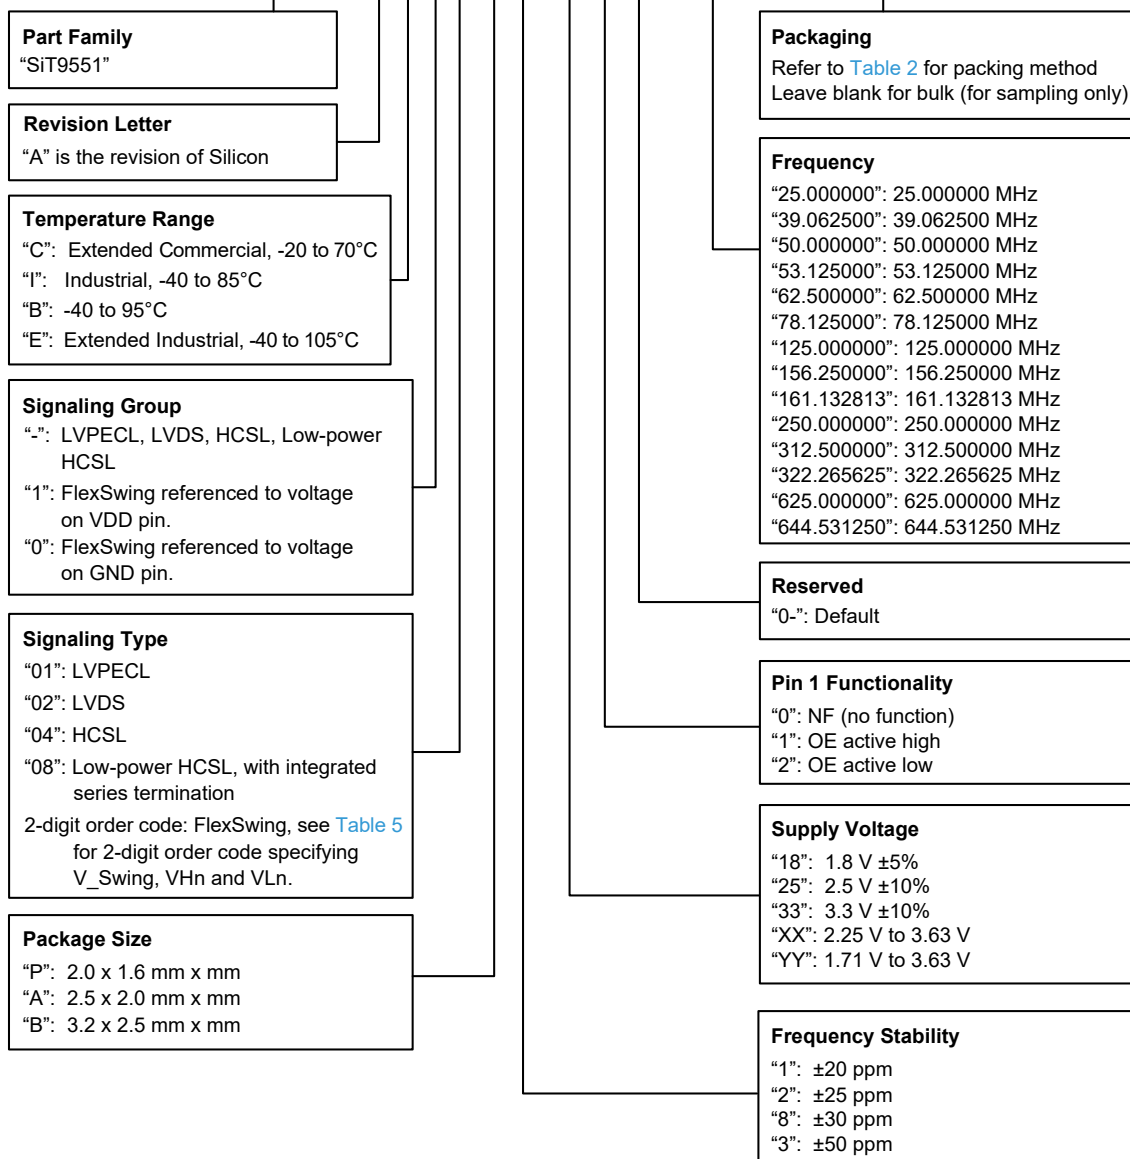 Part Family
“SiT9551”
Revision Letter
“A” is the revision of Silicon
Temperature Range
“C”: Extended Commercial, -20 to 70°C
“I”: Industrial, -40 to 85°C
“B”: -40 to 95°C
“E”: Extended Industrial, -40 to 105°C
Signaling Group
“-”: LVPECL, LVDS, HCSL, Low-power
HCSL
“1”: FlexSwing referenced to voltage
on VDD pin.
“0”: FlexSwing referenced to voltage
on GND pin.
Signaling Type
“01”: LVPECL
“02”: LVDS
“04”: HCSL
“08”: Low-power HCSL, with integrated
series termination
2-digit order code: FlexSwing, see Table 5
for 2-digit order code specifying
V_Swing, VHn and VLn.
Package Size
“P”: 2.0 x 1.6 mm x mm
“A”: 2.5 x 2.0 mm x mm
“B”: 3.2 x 2.5 mm x mm
Packaging
Refer to Table 2 for packing method
Leave blank for bulk (for sampling only)
Frequency
“25.000000”: 25.000000 MHz
“39.062500”: 39.062500 MHz
“50.000000”: 50.000000 MHz
“53.125000”: 53.125000 MHz
“62.500000”: 62.500000 MHz
“78.125000”: 78.125000 MHz
“125.000000”: 125.000000 MHz
“156.250000”: 156.250000 MHz
“161.132813”: 161.132813 MHz
“250.000000”: 250.000000 MHz
“312.500000”: 312.500000 MHz
“322.265625”: 322.265625 MHz
“625.000000”: 625.000000 MHz
“644.531250”: 644.531250 MHz
Reserved
“0-”: Default
Pin 1 Functionality
“0”: NF (no function)
“1”: OE active high
“2”: OE active low
Supply Voltage
“18”: 1.8 V ±5%
“25”: 2.5 V ±10%
“33”: 3.3 V ±10%
“XX”: 2.25 V to 3.63 V
“YY”: 1.71 V to 3.63 V
Frequency Stability
“1”: ±20 ppm
“2”: ±25 ppm
“8”: ±30 ppm
“3”: ±50 ppm